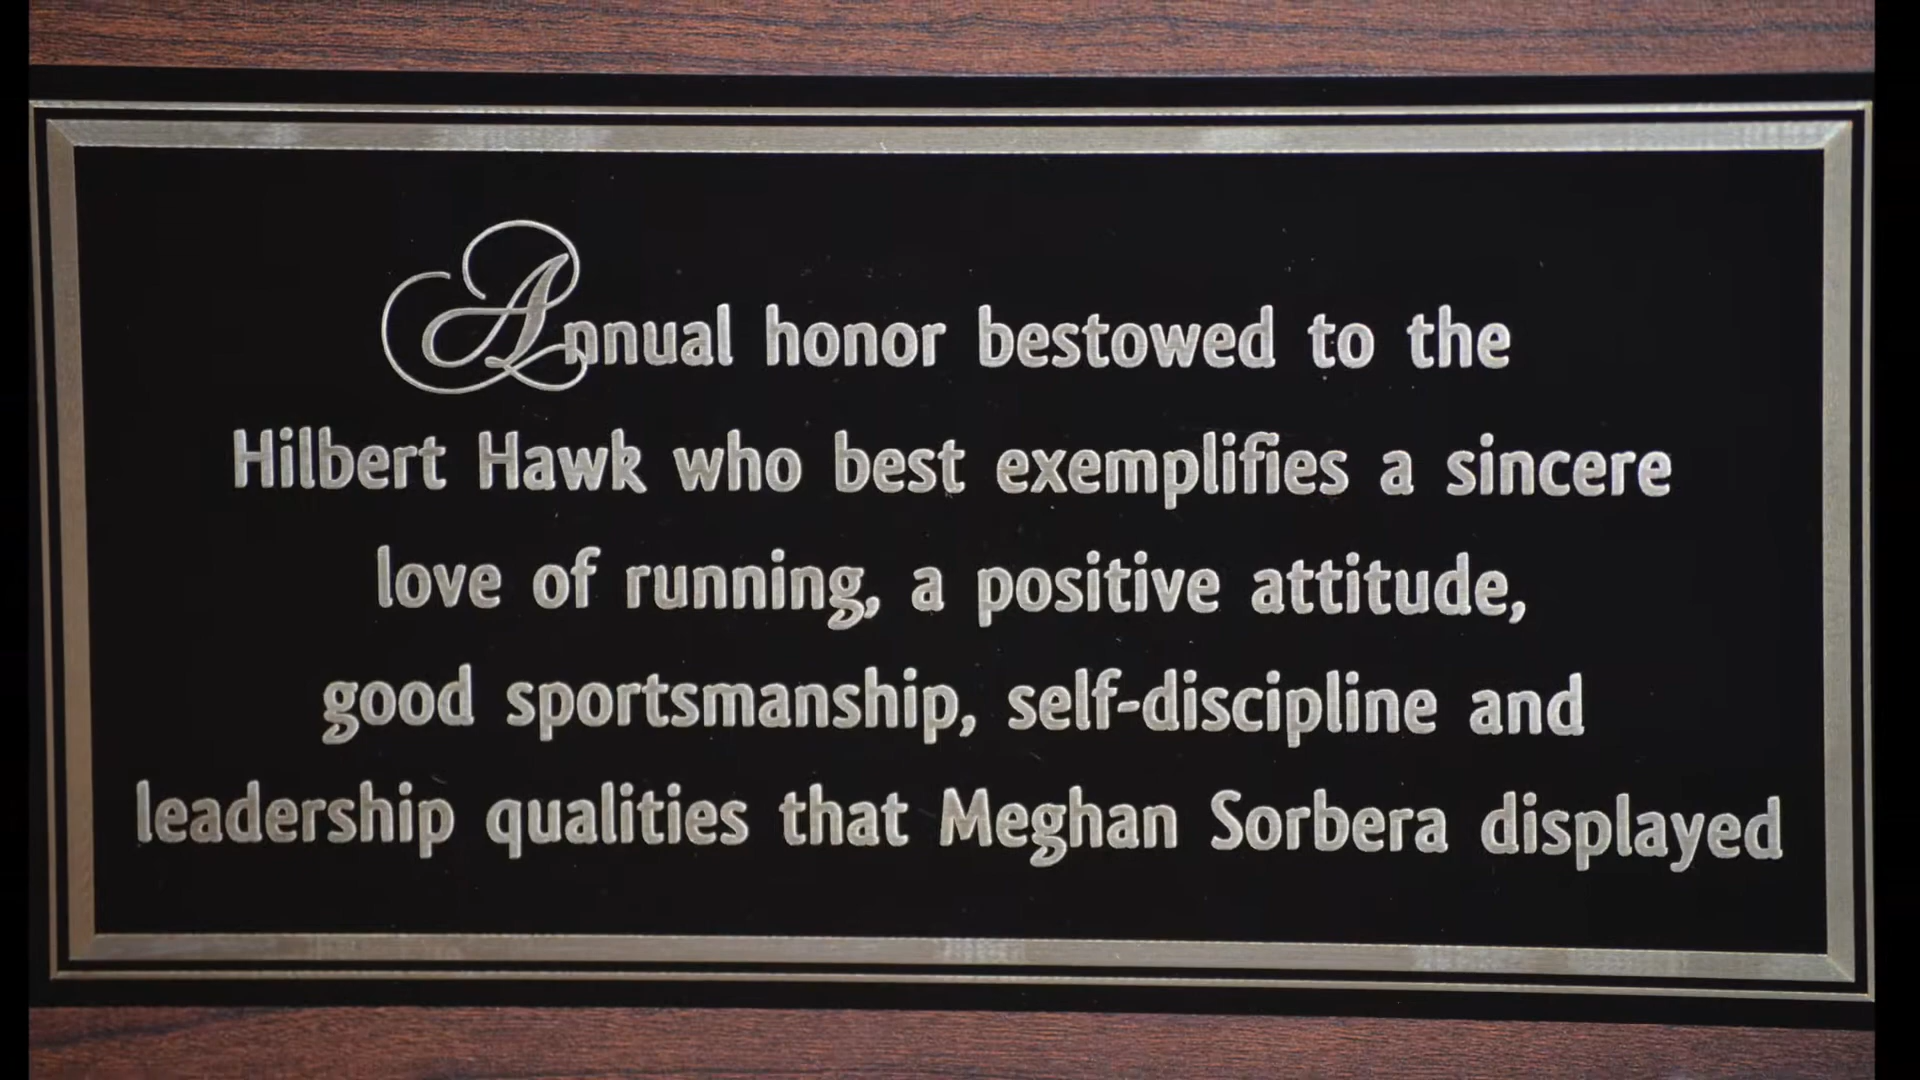 Annual honor bestowed to the
Hilbert Hawk who best exemplifies a sincere
love of running, a positive attitude,
good sportsmanship, self-discipline and
leadership qualities that Meghan Sorbera displayed